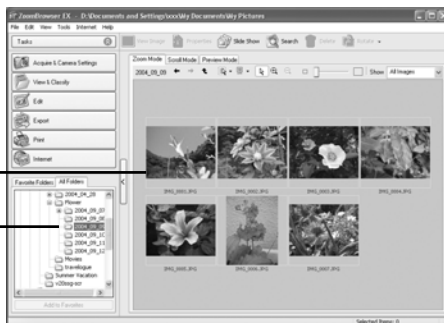 ZoomBrowser EX - D:\Documents and Settings\xxx\My Documents\My Pictures
File Edit View Tools Internet Help
Tasks
View Image Properties Slide Show Search Delete Rotate
Zoom Mode Scroll Mode Preview Mode
2004_09_09 Show All Images
Acquire & Camera Settings
View & Classify
Edit
Export
Print
Internet
Favorite Folders All Folders
2004_04_28
Flower
2004_09_07
2004_09_08
2004_09_09
2004_09_10
2004_09_11
2004_09_12
Movies
travelogue
Summer Vacation
Add to Favorites
IMG_0001.JPG IMG_0002.JPG IMG_0003.JPG IMG_0004.JPG
IMG_0005.JPG IMG_0006.JPG IMG_0007.JPG
Selected Items: 0